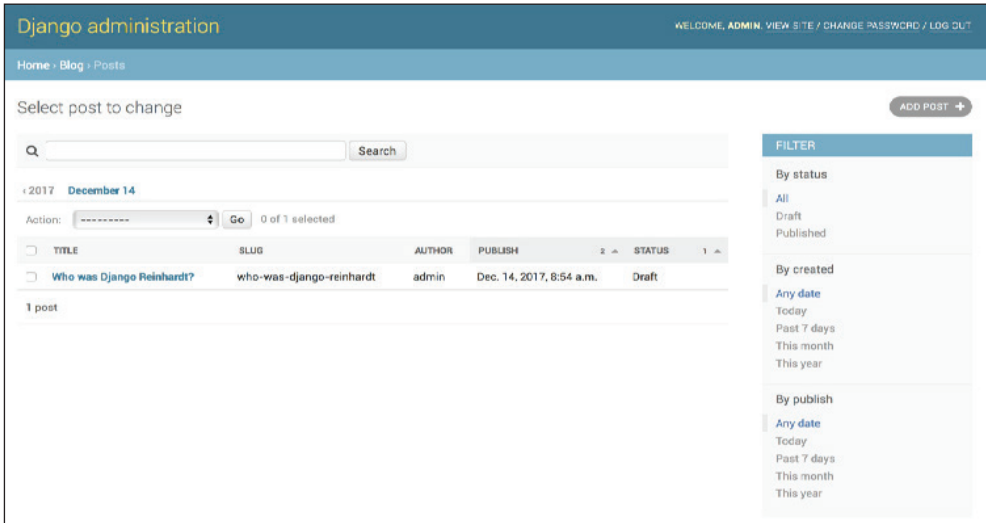 Django administration
WELCOME, ADMIN. VIEW SITE / CHANGE PASSWORD / LOG OUT
Home › Blog › Posts
Select post to change
ADD POST +
Search
‹ 2017 December 14
Action: --------- Go 0 of 1 selected
TITLE SLUG AUTHOR PUBLISH 2 STATUS 1
Who was Django Reinhardt? who-was-django-reinhardt admin Dec. 14, 2017, 8:54 a.m. Draft
1 post
FILTER
By status
All
Draft
Published
By created
Any date
Today
Past 7 days
This month
This year
By publish
Any date
Today
Past 7 days
This month
This year